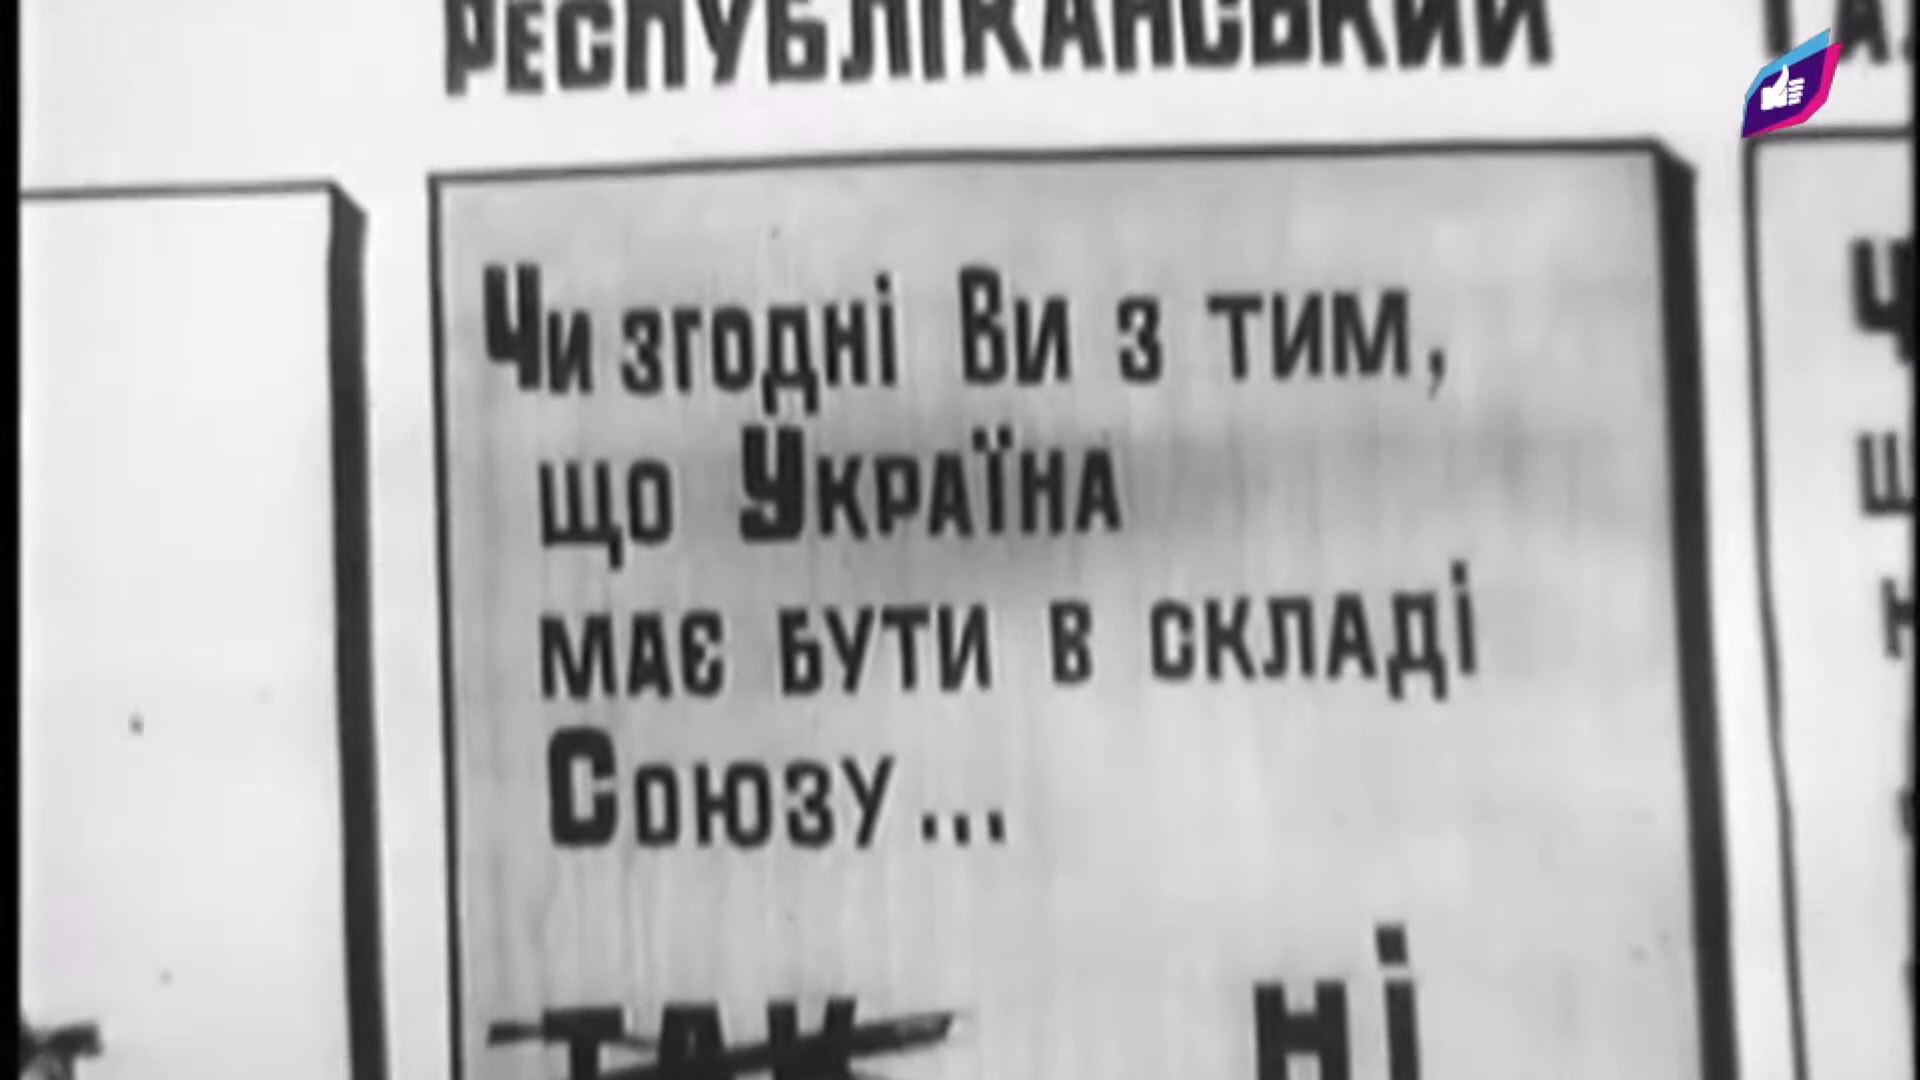 РЕСПУБЛІКАНСЬКИЙ
Чи згодні Ви з тим,
що Україна
має бути в складі
Союзу...
ТАК НІ